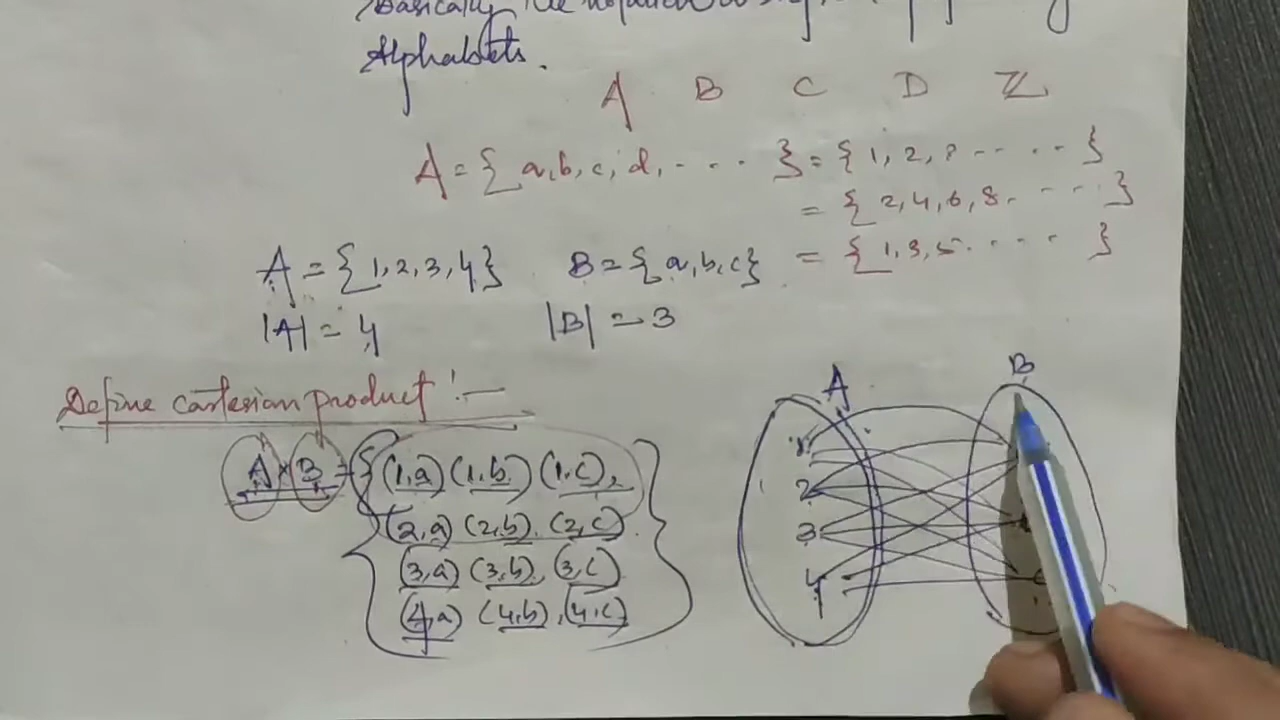 Basically
Alphabets.
A B C D Z
A = { a, b, c, d, - - - - } = { 1, 2, - - - - - }
= { 2, 4, 6, 8, - - - - }
A = { 1, 2, 3, 4 } B = { a, b, c } = { 1, 3, 5 - - - - - }
|A| = 4 |B| = 3
Define cartesian product :-
A × B = { (1, a) (1, b) (1, c),
(2, a) (2, b). (2, c)
(3, a) (3, b), (3, c)
(4, a) (4, b), (4, c) }
A B
1
2
3
4 c